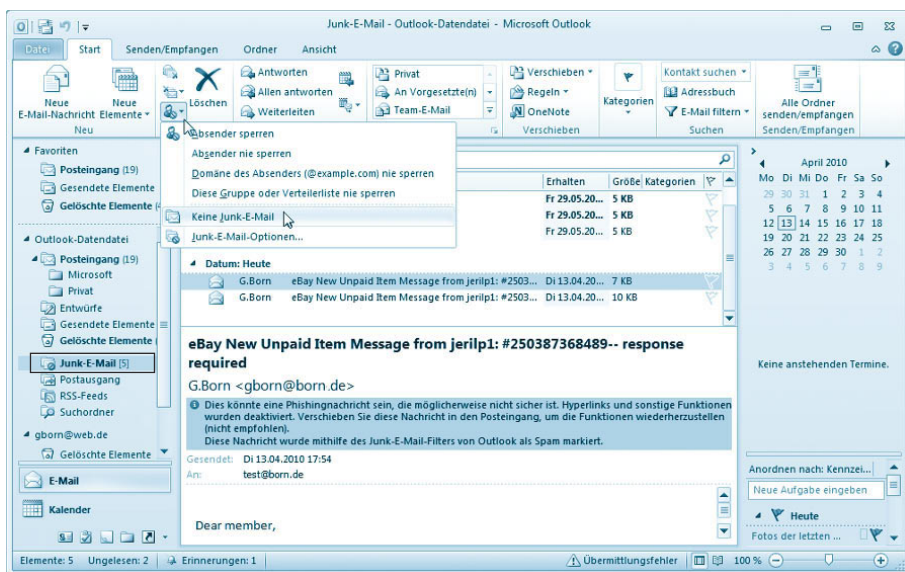 Junk-E-Mail - Outlook-Datendatei - Microsoft Outlook
Datei Start Senden/Empfangen Ordner Ansicht
Neue E-Mail-Nachricht
Neue Elemente
Neu
Löschen
Antworten
Allen antworten
Weiterleiten
Privat
An Vorgesetzte(n)
Team-E-Mail
Verschieben
Regeln
OneNote
Verschieben
Kategorien
Kontakt suchen
Adressbuch
E-Mail filtern
Suchen
Alle Ordner senden/empfangen
Senden/Empfangen
Absender sperren
Absender nie sperren
Domäne des Absenders (@example.com) nie sperren
Diese Gruppe oder Verteilerliste nie sperren
Keine Junk-E-Mail
Junk-E-Mail-Optionen...
Favoriten
Posteingang (19)
Gesendete Elemente
Gelöschte Elemente
Outlook-Datendatei
Posteingang (19)
Microsoft
Privat
Entwürfe
Gesendete Elemente
Gelöschte Elemente
Junk-E-Mail [5]
Postausgang
RSS-Feeds
Suchordner
gborn@web.de
Gelöschte Elemente
E-Mail
Kalender
Erhalten Größe Kategorien
Fr 29.05.20... 5 KB
Fr 29.05.20... 5 KB
Fr 29.05.20... 5 KB
Datum: Heute
G.Born eBay New Unpaid Item Message from jerilp1: #2503... Di 13.04.20... 7 KB
G.Born eBay New Unpaid Item Message from jerilp1: #2503... Di 13.04.20... 10 KB
eBay New Unpaid Item Message from jerilp1: #250387368489-- response
required
G.Born <gborn@born.de>
Dies könnte eine Phishingnachricht sein, die möglicherweise nicht sicher ist. Hyperlinks und sonstige Funktionen
wurden deaktiviert. Verschieben Sie diese Nachricht in den Posteingang, um die Funktionen wiederherzustellen
(nicht empfohlen).
Diese Nachricht wurde mithilfe des Junk-E-Mail-Filters von Outlook als Spam markiert.
Gesendet: Di 13.04.2010 17:54
An: test@born.de
Dear member,
April 2010
Mo Di Mi Do Fr Sa So
29 30 31 1 2 3 4
5 6 7 8 9 10 11
12 13 14 15 16 17 18
19 20 21 22 23 24 25
26 27 28 29 30 1 2
3 4 5 6 7 8 9
Keine anstehenden Termine.
Anordnen nach: Kennzei...
Neue Aufgabe eingeben
Heute
Fotos der letzten ...
Elemente: 5 Ungelesen: 2 Erinnerungen: 1
Übermittlungsfehler
100 %